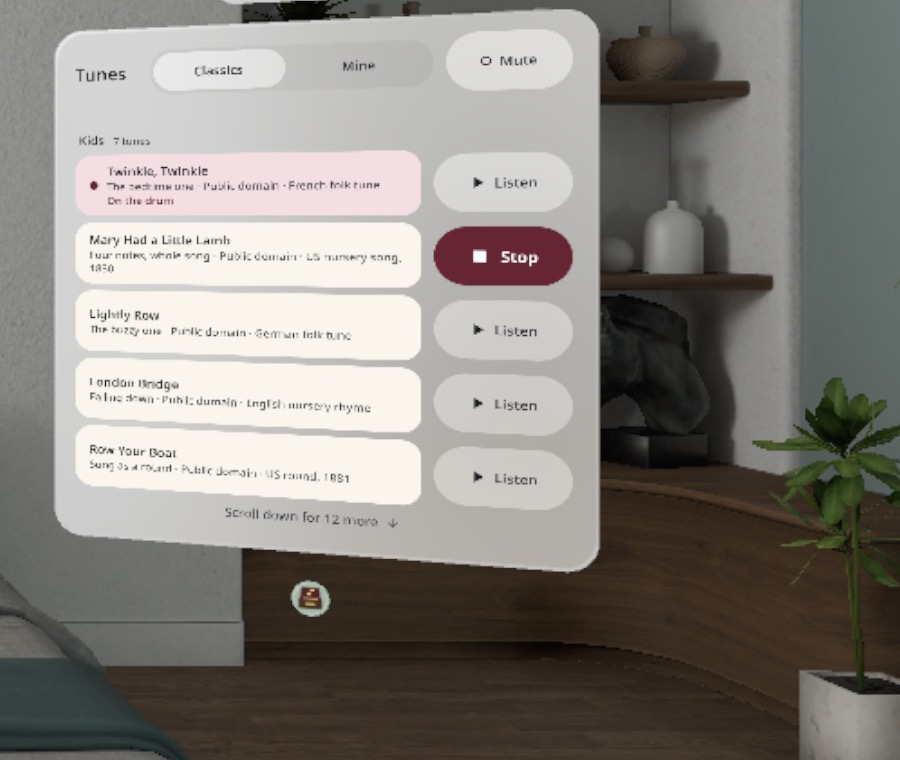 Tunes
Classics
Mine
Mute
Kids 7 tunes
Twinkle, Twinkle
The bedtime one · Public domain · French folk tune
On the drum
Listen
Mary Had a Little Lamb
Four notes, whole song · Public domain · US nursery song,
1830
Stop
Lightly Row
The buzzy one · Public domain · German folk tune
Listen
London Bridge
Falling down · Public domain · English nursery rhyme
Listen
Row Your Boat
Sung as a round · Public domain · US round, 1881
Listen
Scroll down for 12 more ↓